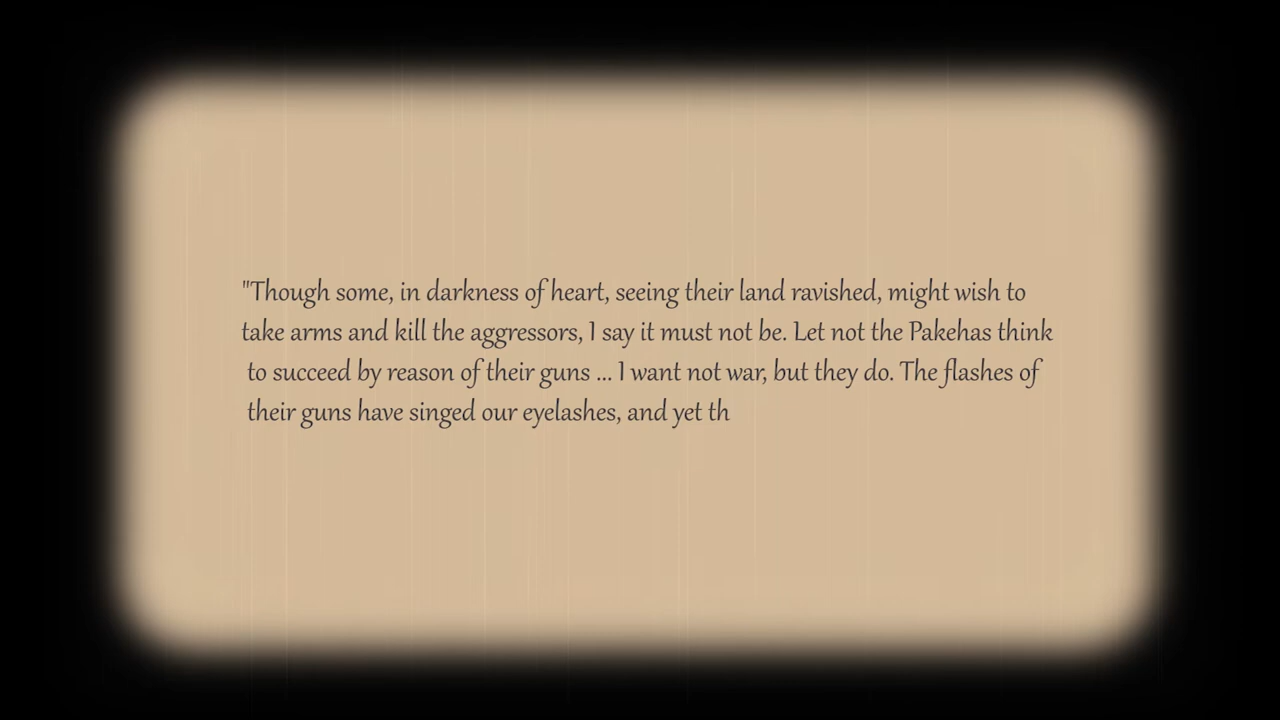 "Though some, in darkness of heart, seeing their land ravished, might wish to
take arms and kill the aggressors, I say it must not be. Let not the Pakehas think
to succeed by reason of their guns ... I want not war, but they do. The flashes of
their guns have singed our eyelashes, and yet th